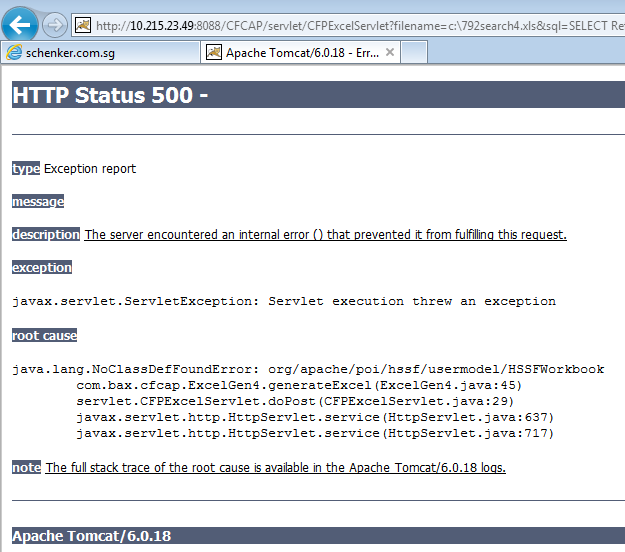 http://10.215.23.49:8088/CFCAP/servlet/CFPExcelServlet?filename=c:\792search4.xls&sql=SELECT Re
schenker.com.sg
Apache Tomcat/6.0.18 - Err...
HTTP Status 500 -
type Exception report
message
description The server encountered an internal error () that prevented it from fulfilling this request.
exception
javax.servlet.ServletException: Servlet execution threw an exception
root cause
java.lang.NoClassDefFoundError: org/apache/poi/hssf/usermodel/HSSFWorkbook
com.bax.cfcap.ExcelGen4.generateExcel(ExcelGen4.java:45)
servlet.CFPExcelServlet.doPost(CFPExcelServlet.java:29)
javax.servlet.http.HttpServlet.service(HttpServlet.java:637)
javax.servlet.http.HttpServlet.service(HttpServlet.java:717)
note The full stack trace of the root cause is available in the Apache Tomcat/6.0.18 logs.
Apache Tomcat/6.0.18